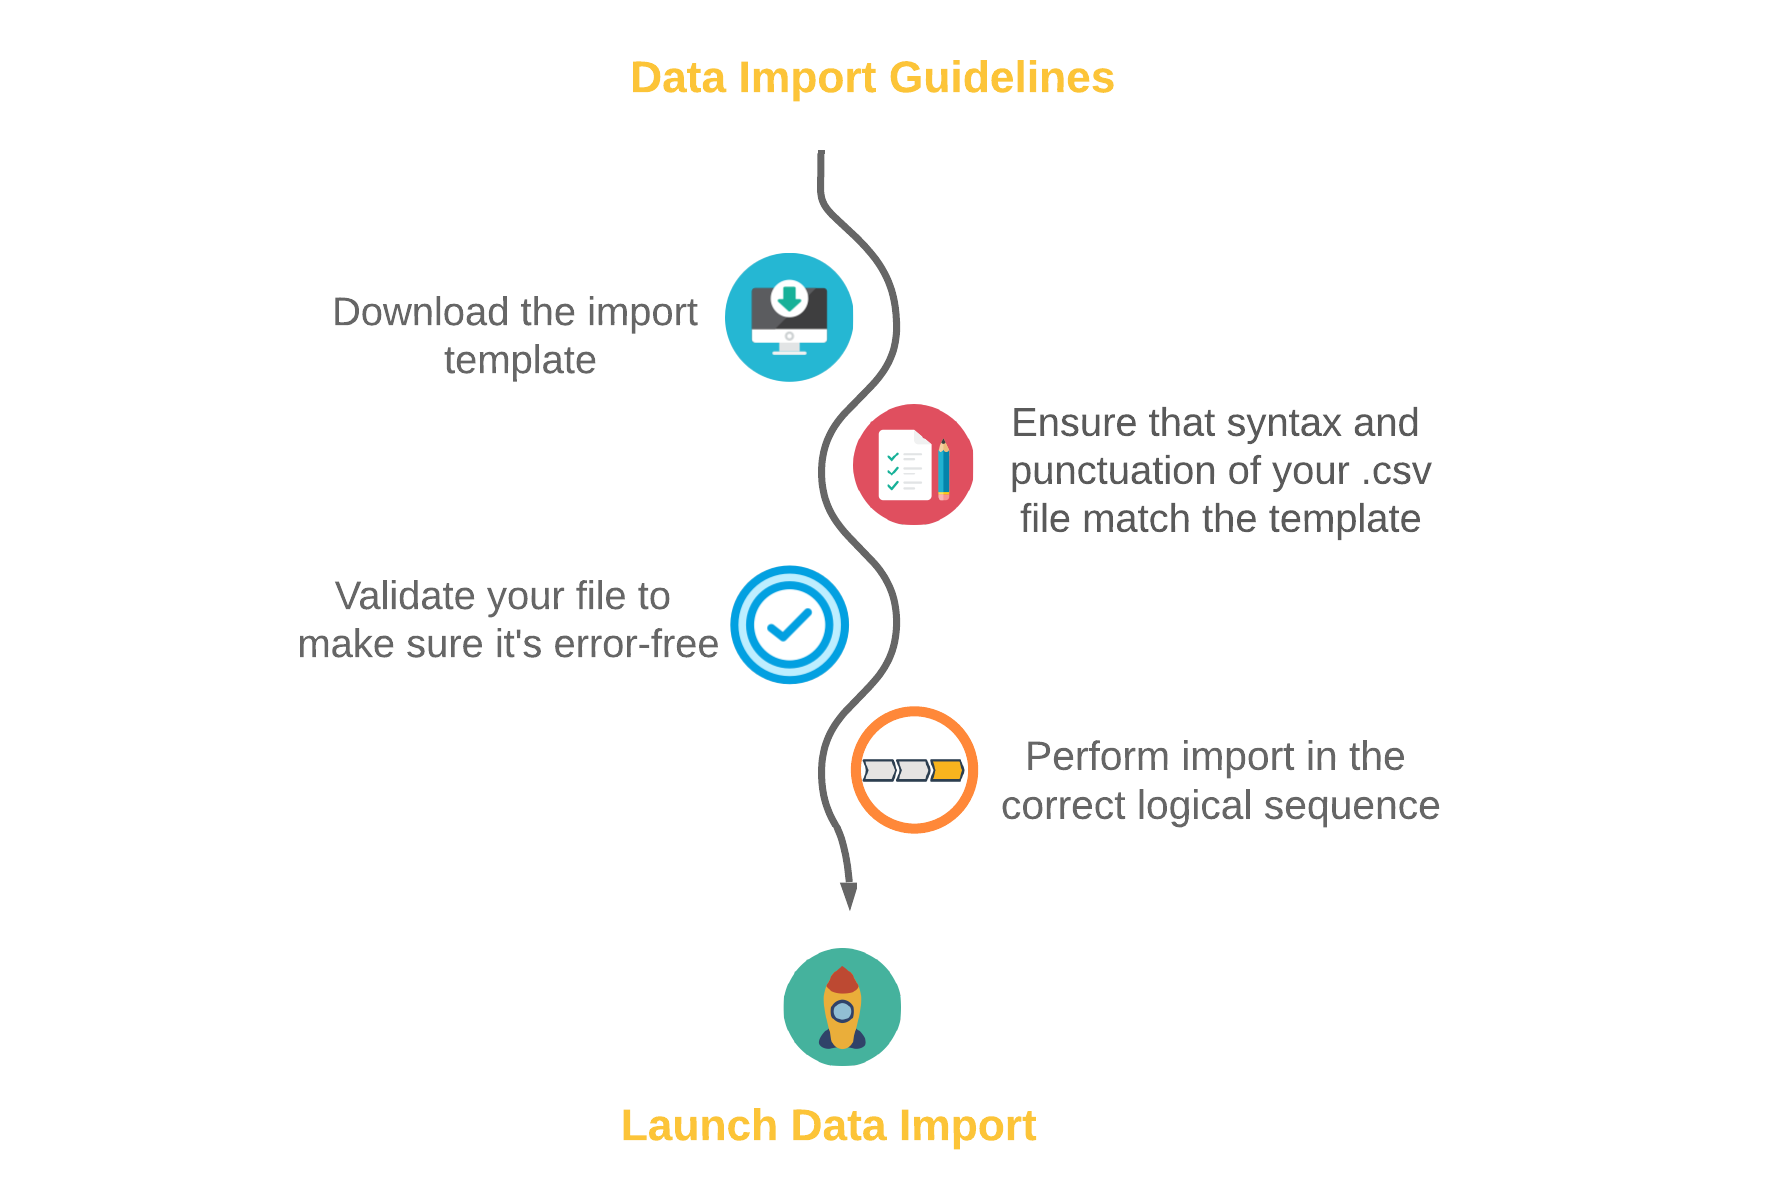 Data Import Guidelines
Download the import
template
Ensure that syntax and
punctuation of your .csv
file match the template
Validate your file to
make sure it's error-free
Perform import in the
correct logical sequence
Launch Data Import